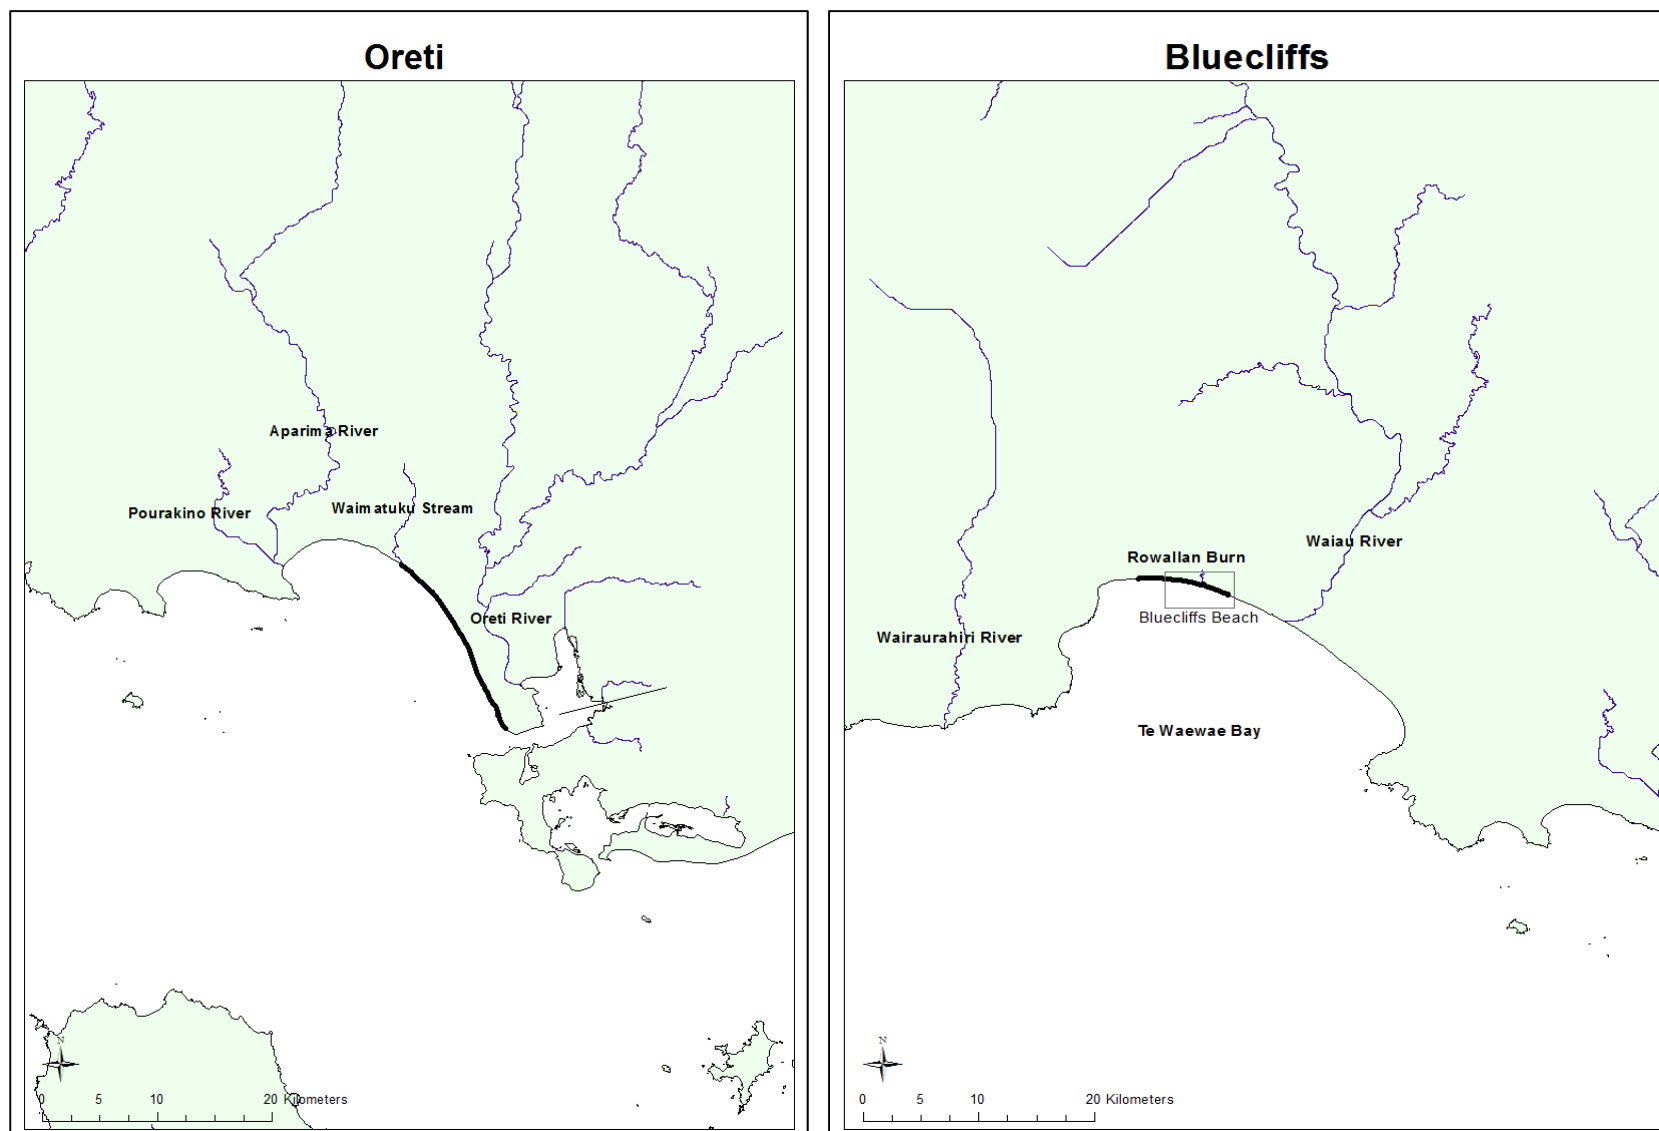 Oreti
Aparima River
Pourakino River
Waimatuku Stream
Oreti River
N
0 5 10 20 Kilometers
Bluecliffs
Rowallan Burn
Waiau River
Bluecliffs Beach
Wairaurahiri River
Te Waewae Bay
N
0 5 10 20 Kilometers